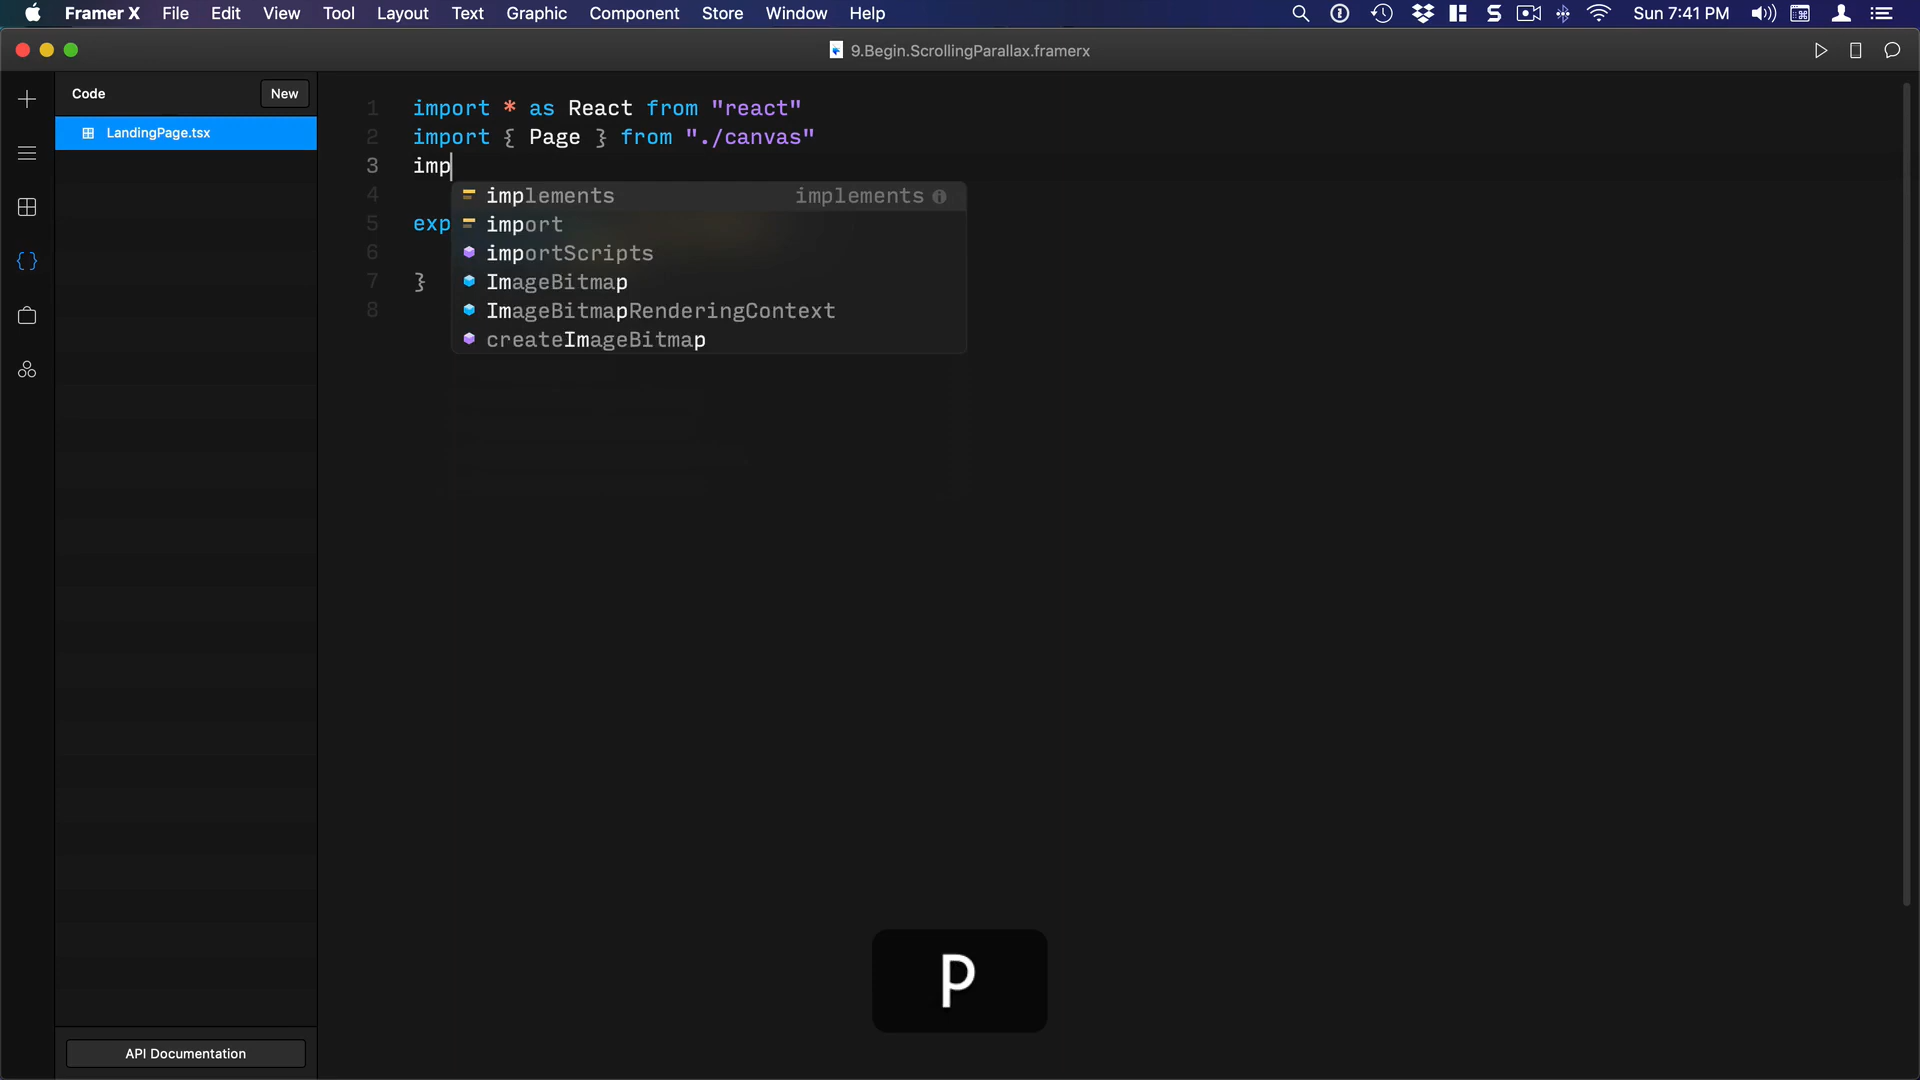 Framer X File Edit View Tool Layout Text Graphic Component Store Window Help Sun 7:41 PM
9.Begin.ScrollingParallax.framerx
Code New
LandingPage.tsx
1 import * as React from "react"
2 import { Page } from "./canvas"
3 imp
implements implements
4
import
5 exp
importScripts
6
ImageBitmap
7 }
ImageBitmapRenderingContext
8
createImageBitmap
P
API Documentation